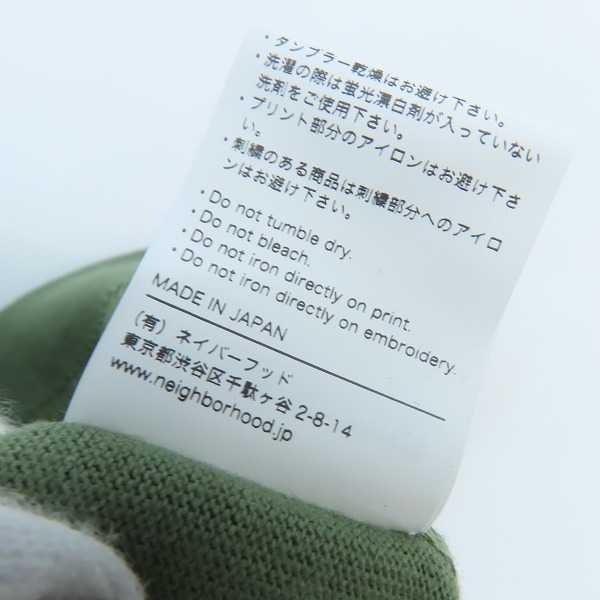 ・タンブラー乾燥はお避け下さい。
・洗濯の際は蛍光漂白剤が入っていない
洗剤をご使用下さい。
・プリント部分のアイロンはお避け下さ
い。
・刺繍のある商品は刺繍部分へのアイロ
ンはお避け下さい。
・Do not tumble dry.
・Do not bleach.
・Do not iron directly on print.
・Do not iron directly on embroidery.
MADE IN JAPAN
(有) ネイバーフッド
東京都渋谷区千駄ヶ谷 2-8-14
www.neighborhood.jp